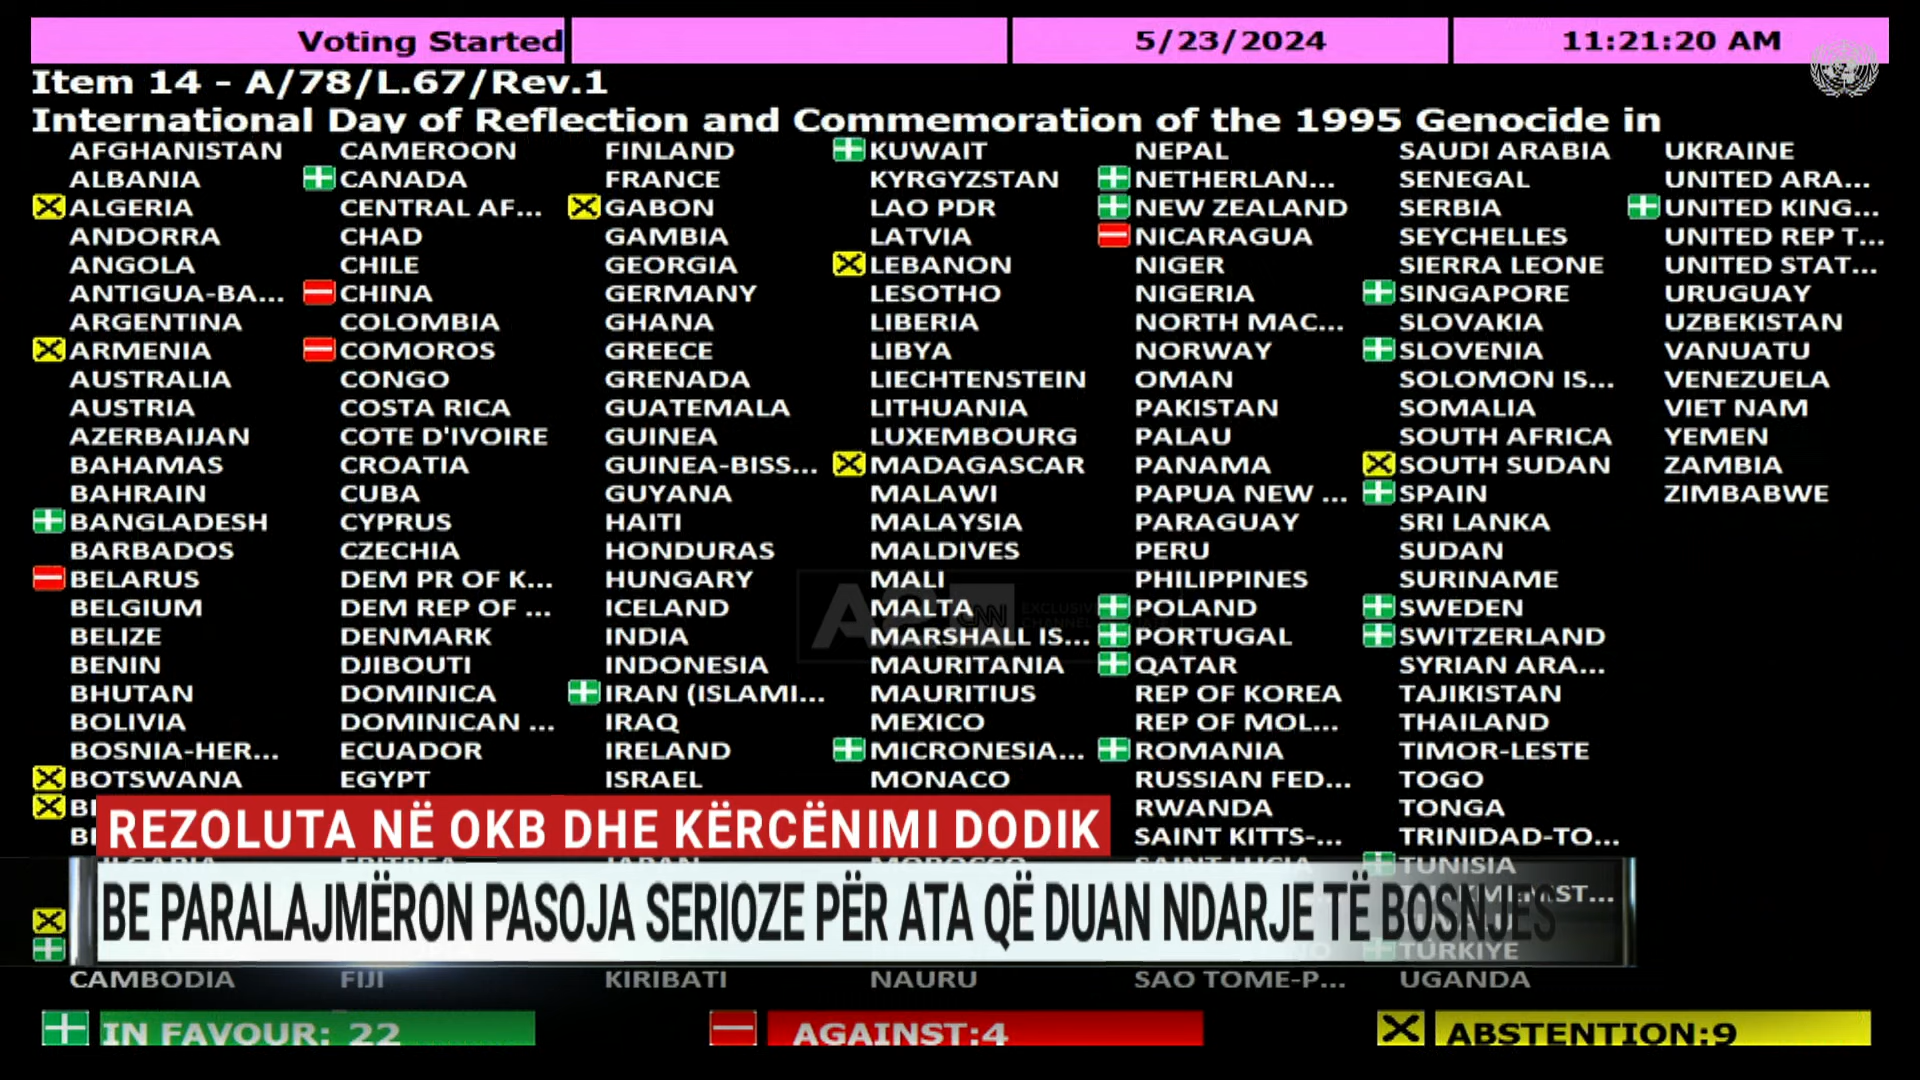 Voting Started 5/23/2024 11:21:20 AM
Item 14 - A/78/L.67/Rev.1
International Day of Reflection and Commemoration of the 1995 Genocide in
AFGHANISTAN
ALBANIA
ALGERIA
ANDORRA
ANGOLA
ANTIGUA-BA...
ARGENTINA
ARMENIA
AUSTRALIA
AUSTRIA
AZERBAIJAN
BAHAMAS
BAHRAIN
BANGLADESH
BARBADOS
BELARUS
BELGIUM
BELIZE
BENIN
BHUTAN
BOLIVIA
BOSNIA-HER...
BOTSWANA
CAMBODIA
CAMEROON
CANADA
CENTRAL AF...
CHAD
CHILE
CHINA
COLOMBIA
COMOROS
CONGO
COSTA RICA
COTE D'IVOIRE
CROATIA
CUBA
CYPRUS
CZECHIA
DEM PR OF K...
DEM REP OF ...
DENMARK
DJIBOUTI
DOMINICA
DOMINICAN ...
ECUADOR
EGYPT
FIJI
FINLAND
FRANCE
GABON
GAMBIA
GEORGIA
GERMANY
GHANA
GREECE
GRENADA
GUATEMALA
GUINEA
GUINEA-BISS...
GUYANA
HAITI
HONDURAS
HUNGARY
ICELAND
INDIA
INDONESIA
IRAN (ISLAMI...
IRAQ
IRELAND
ISRAEL
KIRIBATI
KUWAIT
KYRGYZSTAN
LAO PDR
LATVIA
LEBANON
LESOTHO
LIBERIA
LIBYA
LIECHTENSTEIN
LITHUANIA
LUXEMBOURG
MADAGASCAR
MALAWI
MALAYSIA
MALDIVES
MALI
MALTA
MARSHALL IS...
MAURITANIA
MAURITIUS
MEXICO
MICRONESIA...
MONACO
NAURU
NEPAL
NETHERLAN...
NEW ZEALAND
NICARAGUA
NIGER
NIGERIA
NORTH MAC...
NORWAY
OMAN
PAKISTAN
PALAU
PANAMA
PAPUA NEW ...
PARAGUAY
PERU
PHILIPPINES
POLAND
PORTUGAL
QATAR
REP OF KOREA
REP OF MOL...
ROMANIA
RUSSIAN FED...
RWANDA
SAINT KITTS-...
SAINT LUCIA
SAO TOME-P...
SAUDI ARABIA
SENEGAL
SERBIA
SEYCHELLES
SIERRA LEONE
SINGAPORE
SLOVAKIA
SLOVENIA
SOLOMON IS...
SOMALIA
SOUTH AFRICA
SOUTH SUDAN
SPAIN
SRI LANKA
SUDAN
SURINAME
SWEDEN
SWITZERLAND
SYRIAN ARA...
TAJIKISTAN
THAILAND
TIMOR-LESTE
TOGO
TONGA
TRINIDAD-TO...
TUNISIA
TÜRKIYE
UGANDA
UKRAINE
UNITED ARA...
UNITED KING...
UNITED REP T...
UNITED STAT...
URUGUAY
UZBEKISTAN
VANUATU
VENEZUELA
VIET NAM
YEMEN
ZAMBIA
ZIMBABWE
A2 CNN EXCLUSIVE
REZOLUTA NË OKB DHE KËRCËNIMI DODIK
BE PARALAJMËRON PASOJA SERIOZE PËR ATA QË DUAN NDARJE TË BOSNJES
IN FAVOUR: 22 AGAINST:4 ABSTENTION:9